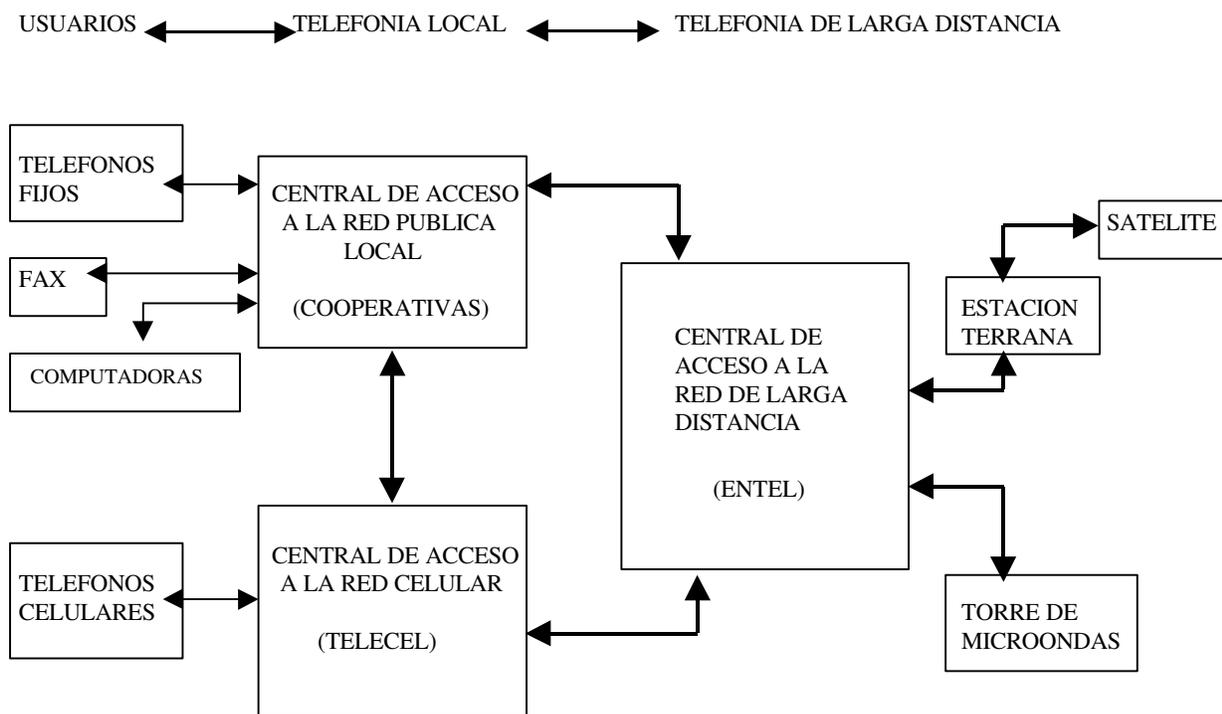 USUARIOS TELEFONIA LOCAL TELEFONIA DE LARGA DISTANCIA
TELEFONOS
FIJOS
FAX
COMPUTADORAS
CENTRAL DE ACCESO
A LA RED PUBLICA
LOCAL
(COOPERATIVAS)
CENTRAL DE
ACCESO A LA
RED DE LARGA
DISTANCIA
(ENTEL)
SATELITE
ESTACION
TERRANA
TELEFONOS
CELULARES
CENTRAL DE ACCESO
A LA RED CELULAR
(TELECEL)
TORRE DE
MICROONDAS